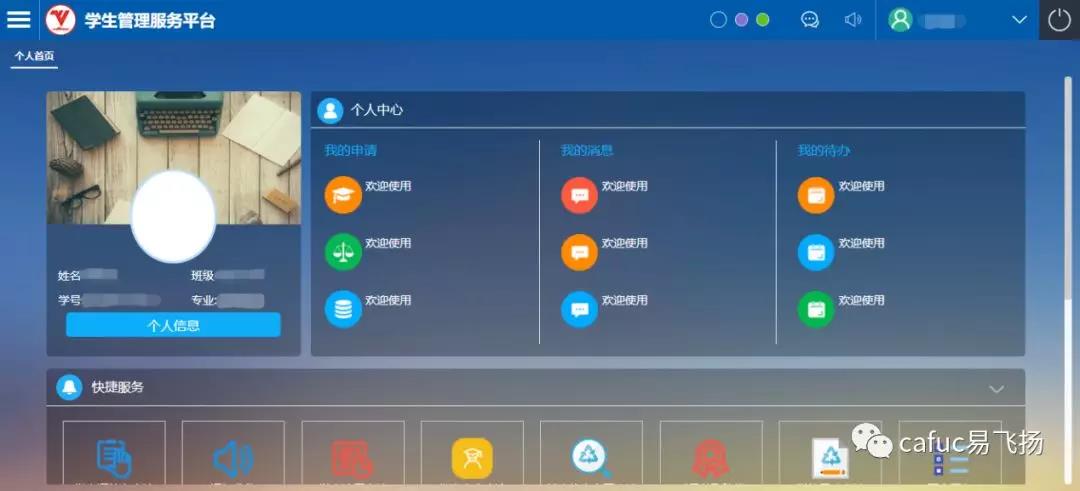 学生管理服务平台
个人首页
个人中心
我的申请
欢迎使用
欢迎使用
欢迎使用
我的消息
欢迎使用
欢迎使用
欢迎使用
我的待办
欢迎使用
欢迎使用
欢迎使用
姓名
班级
学号
专业:
个人信息
快捷服务
cafuc易飞扬